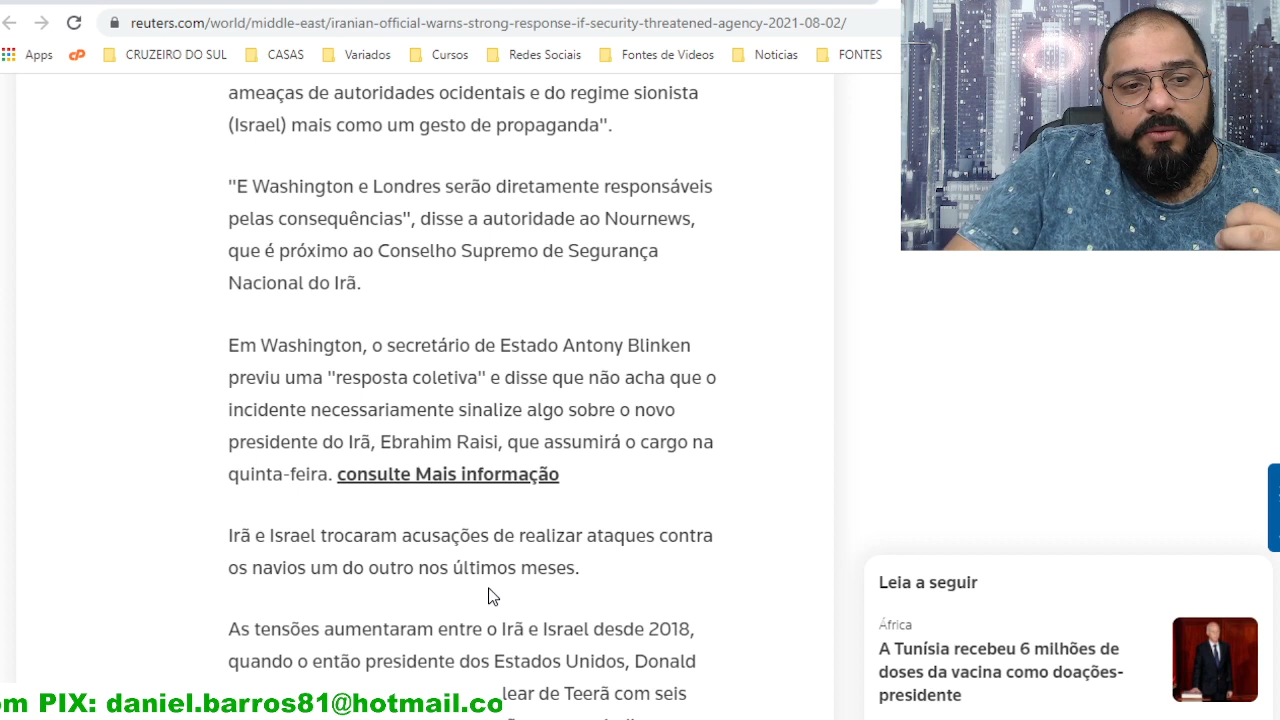 reuters.com/world/middle-east/iranian-official-warns-strong-response-if-security-threatened-agency-2021-08-02/
Apps CRUZEIRO DO SUL CASAS Variados Cursos Redes Sociais Fontes de Videos Noticias FONTES
ameaças de autoridades ocidentais e do regime sionista
(Israel) mais como um gesto de propaganda".
"E Washington e Londres serão diretamente responsáveis
pelas consequências", disse a autoridade ao Nournews,
que é próximo ao Conselho Supremo de Segurança
Nacional do Irã.
Em Washington, o secretário de Estado Antony Blinken
previu uma "resposta coletiva" e disse que não acha que o
incidente necessariamente sinalize algo sobre o novo
presidente do Irã, Ebrahim Raisi, que assumirá o cargo na
quinta-feira. consulte Mais informação
Irã e Israel trocaram acusações de realizar ataques contra
os navios um do outro nos últimos meses.
As tensões aumentaram entre o Irã e Israel desde 2018,
quando o então presidente dos Estados Unidos, Donald
lear de Teerã com seis
om PIX: daniel.barros81@hotmail.co
Leia a seguir
África
A Tunísia recebeu 6 milhões de
doses da vacina como doações-
presidente